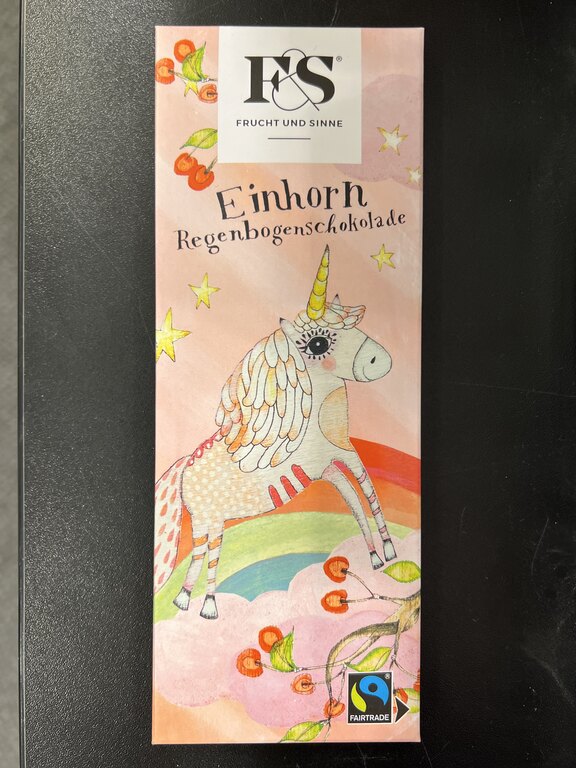 F&S®
FRUCHT UND SINNE
Einhorn
Regenbogenschokolade
FAIRTRADE